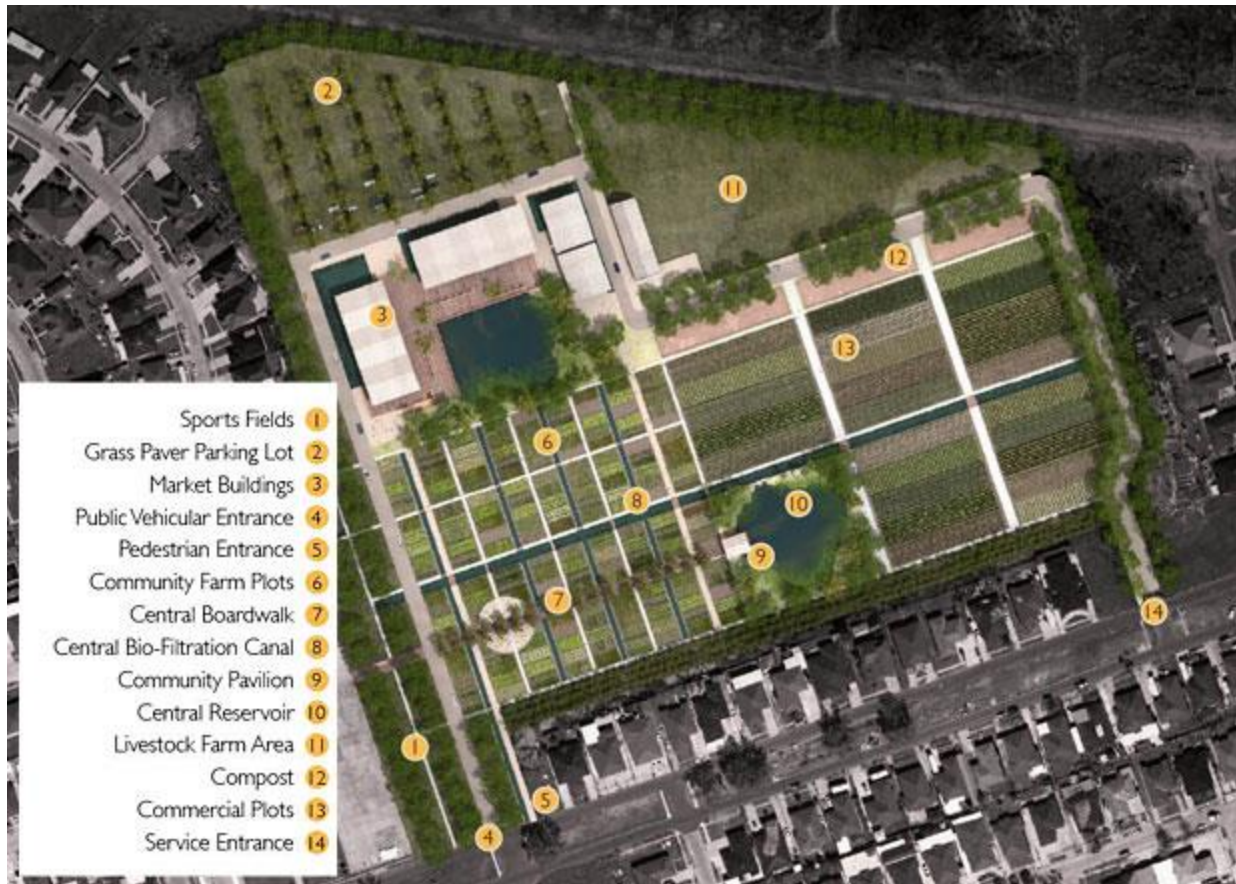 Sports Fields 1
Grass Paver Parking Lot 2
Market Buildings 3
Public Vehicular Entrance 4
Pedestrian Entrance 5
Community Farm Plots 6
Central Boardwalk 7
Central Bio-Filtration Canal 8
Community Pavilion 9
Central Reservoir 10
Livestock Farm Area 11
Compost 12
Commercial Plots 13
Service Entrance 14
2
11
12
3
13
6
10
8
9
7
14
1
5
4